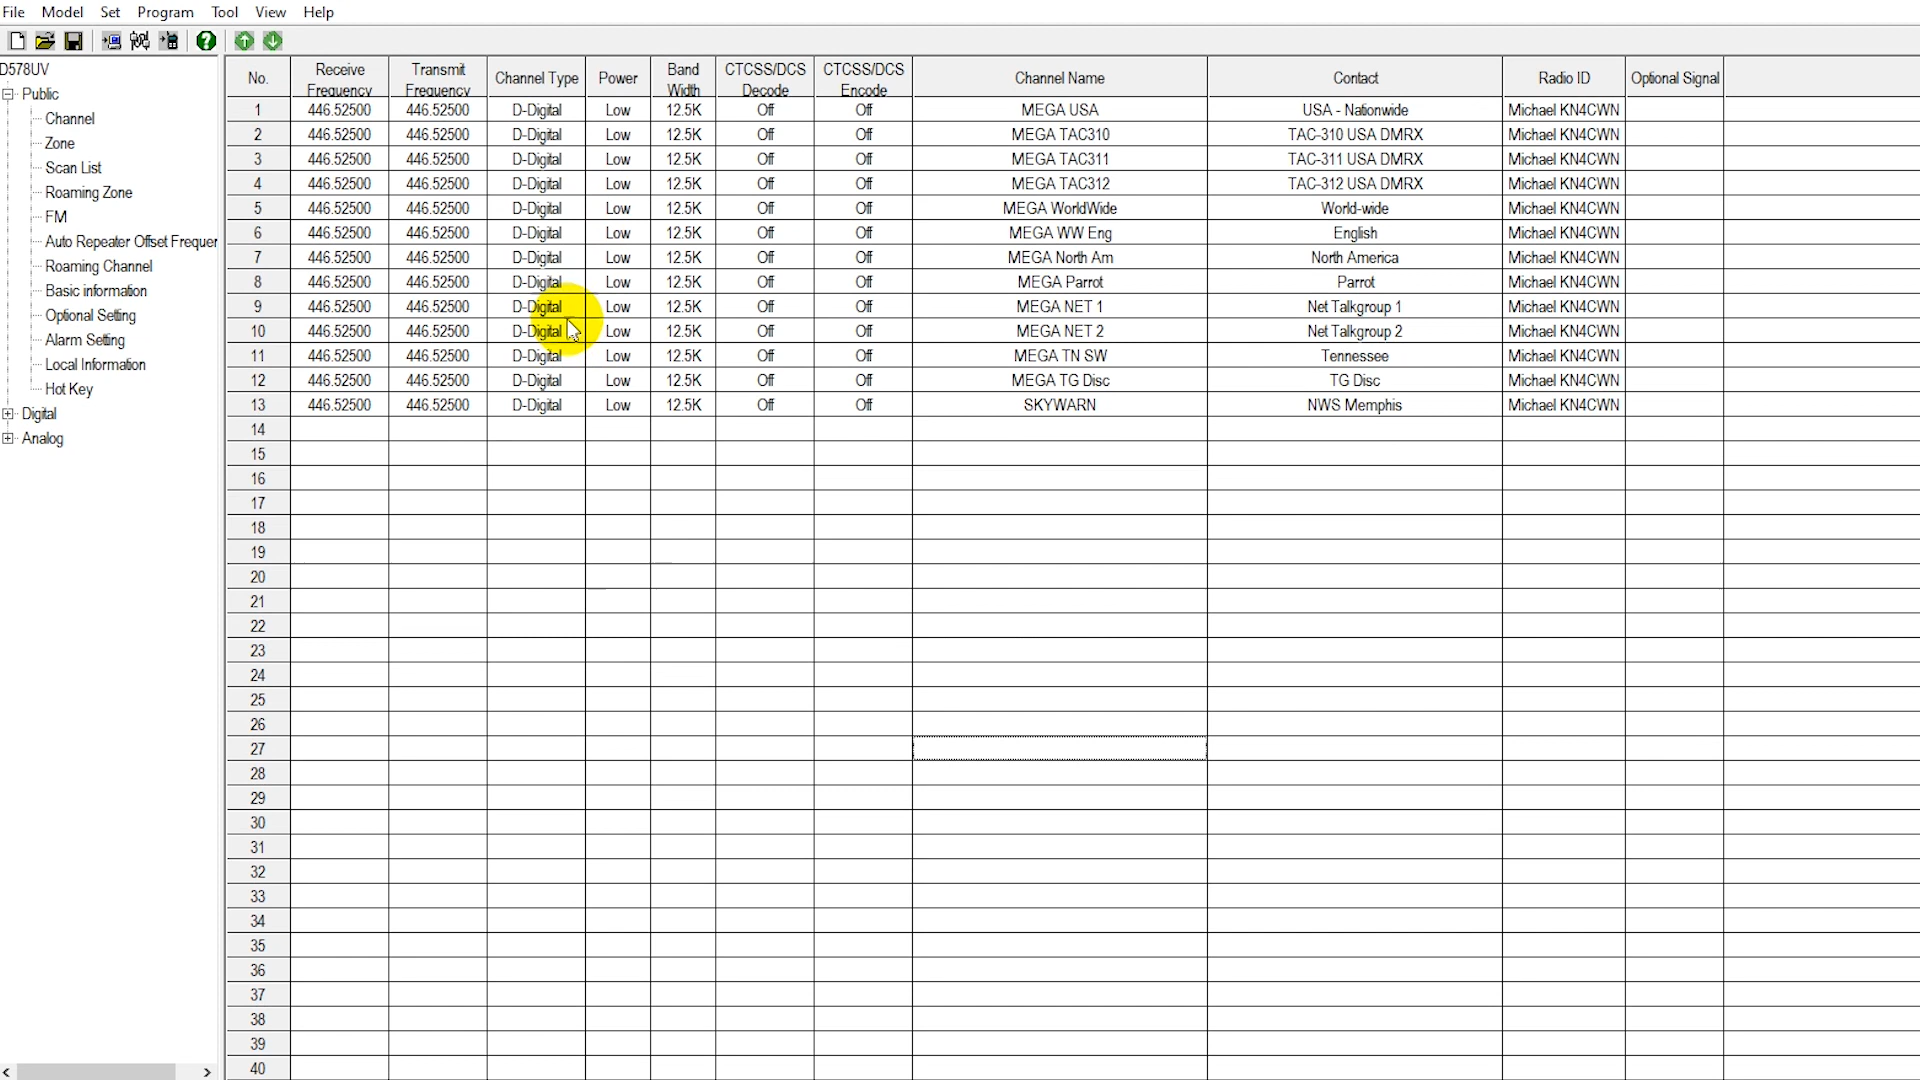 File Model Set Program Tool View Help
D578UV
Public
Channel
Zone
Scan List
Roaming Zone
FM
Auto Repeater Offset Frequer
Roaming Channel
Basic information
Optional Setting
Alarm Setting
Local Information
Hot Key
Digital
Analog
No. Receive Frequency Transmit Frequency Channel Type Power Band Width CTCSS/DCS Decode CTCSS/DCS Encode Channel Name Contact Radio ID Optional Signal
1 446.52500 446.52500 D-Digital Low 12.5K Off Off MEGA USA USA - Nationwide Michael KN4CWN
2 446.52500 446.52500 D-Digital Low 12.5K Off Off MEGA TAC310 TAC-310 USA DMRX Michael KN4CWN
3 446.52500 446.52500 D-Digital Low 12.5K Off Off MEGA TAC311 TAC-311 USA DMRX Michael KN4CWN
4 446.52500 446.52500 D-Digital Low 12.5K Off Off MEGA TAC312 TAC-312 USA DMRX Michael KN4CWN
5 446.52500 446.52500 D-Digital Low 12.5K Off Off MEGA WorldWide World-wide Michael KN4CWN
6 446.52500 446.52500 D-Digital Low 12.5K Off Off MEGA WW Eng English Michael KN4CWN
7 446.52500 446.52500 D-Digital Low 12.5K Off Off MEGA North Am North America Michael KN4CWN
8 446.52500 446.52500 D-Digital Low 12.5K Off Off MEGA Parrot Parrot Michael KN4CWN
9 446.52500 446.52500 D-Digital Low 12.5K Off Off MEGA NET 1 Net Talkgroup 1 Michael KN4CWN
10 446.52500 446.52500 D-Digital Low 12.5K Off Off MEGA NET 2 Net Talkgroup 2 Michael KN4CWN
11 446.52500 446.52500 D-Digital Low 12.5K Off Off MEGA TN SW Tennessee Michael KN4CWN
12 446.52500 446.52500 D-Digital Low 12.5K Off Off MEGA TG Disc TG Disc Michael KN4CWN
13 446.52500 446.52500 D-Digital Low 12.5K Off Off SKYWARN NWS Memphis Michael KN4CWN
14
15
16
17
18
19
20
21
22
23
24
25
26
27
28
29
30
31
32
33
34
35
36
37
38
39
40